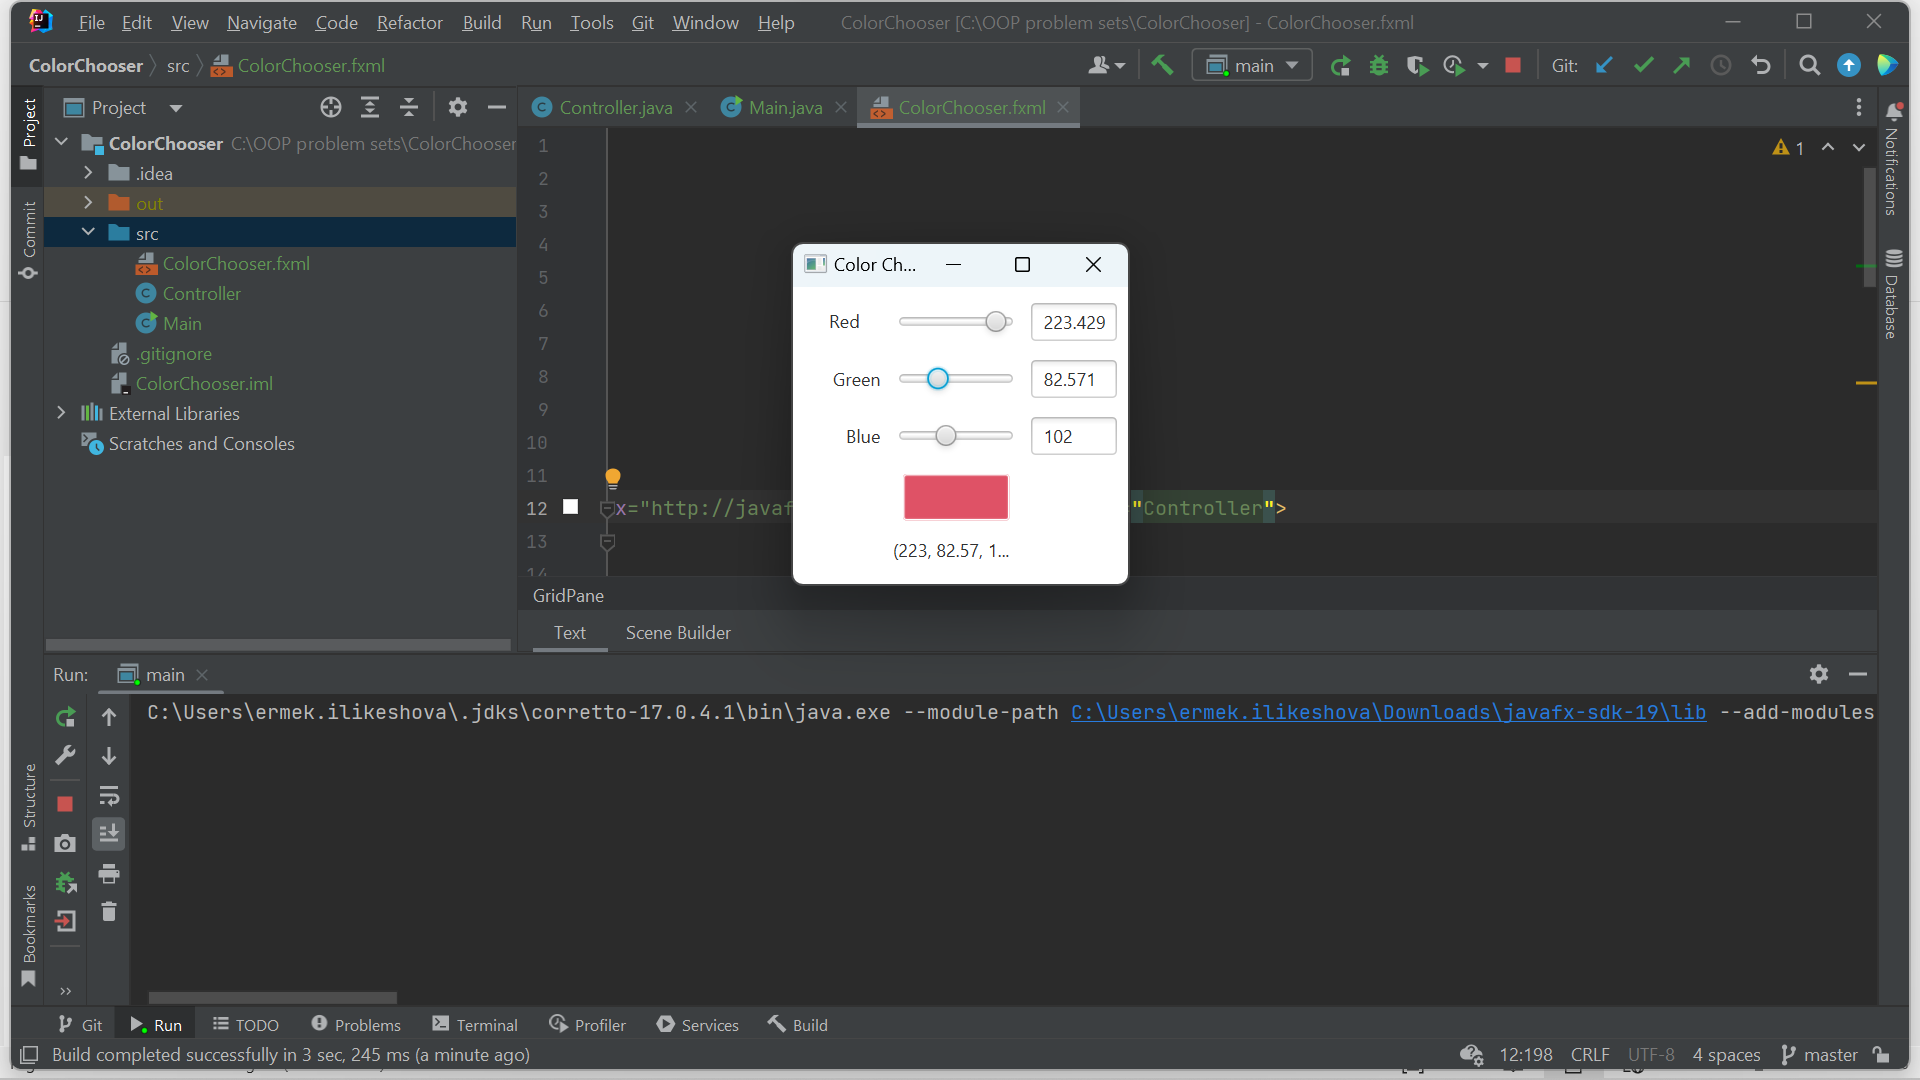 File Edit View Navigate Code Refactor Build Run Tools Git Window Help ColorChooser [C:\OOP problem sets\ColorChooser] - ColorChooser.fxml
ColorChooser src ColorChooser.fxml main Git:
Project Controller.java Main.java ColorChooser.fxml
ColorChooser C:\OOP problem sets\ColorChooser
.idea
out
src
ColorChooser.fxml
Controller
Main
.gitignore
ColorChooser.iml
External Libraries
Scratches and Consoles
Project
Commit
Structure
Bookmarks
Notifications
Database
1
1
2
3
4
5
6
7
8
9
10
11
12 x="http://javaf "Controller">
13
14
Color Ch...
Red 223.429
Green 82.571
Blue 102
(223, 82.57, 1...
GridPane
Text Scene Builder
Run: main
C:\Users\ermek.ilikeshova\.jdks\corretto-17.0.4.1\bin\java.exe --module-path C:\Users\ermek.ilikeshova\Downloads\javafx-sdk-19\lib --add-modules
Git Run TODO Problems Terminal Profiler Services Build
Build completed successfully in 3 sec, 245 ms (a minute ago) 12:198 CRLF UTF-8 4 spaces master